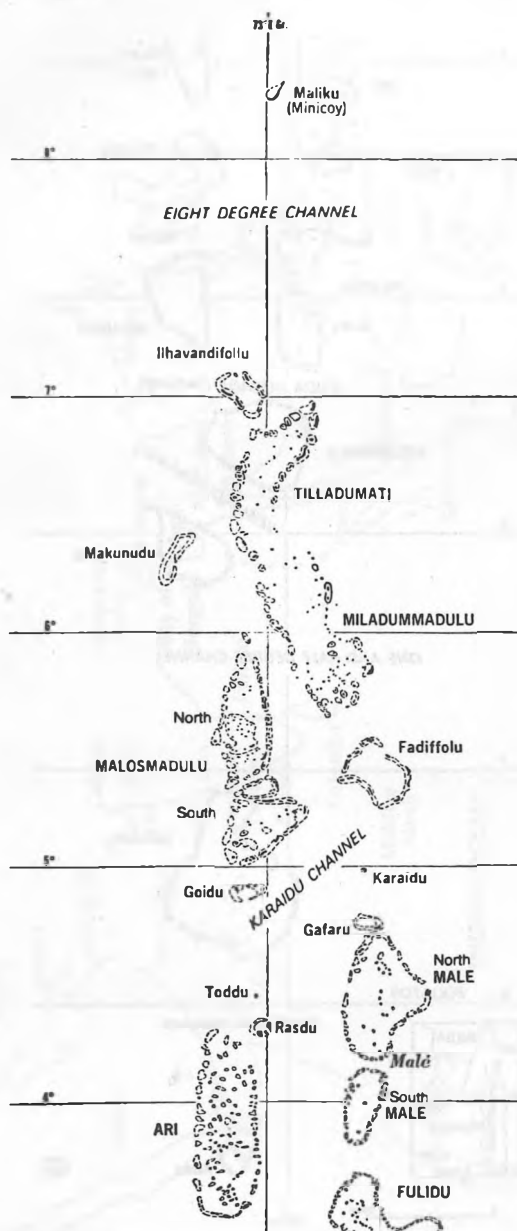 Maliku
(Minicoy)
8°
EIGHT DEGREE CHANNEL
Ilhavandifollu
7°
TILLADUMATI
Makunudu
MILADUMMADULU
6°
North
Fadiffolu
MALOSMADULU
South
5°
Karaidu
Goidu
KARAIDU CHANNEL
Gafaru
North
MALE
Toddu
Rasdu
Malé
4°
South
MALE
ARI
FULIDU